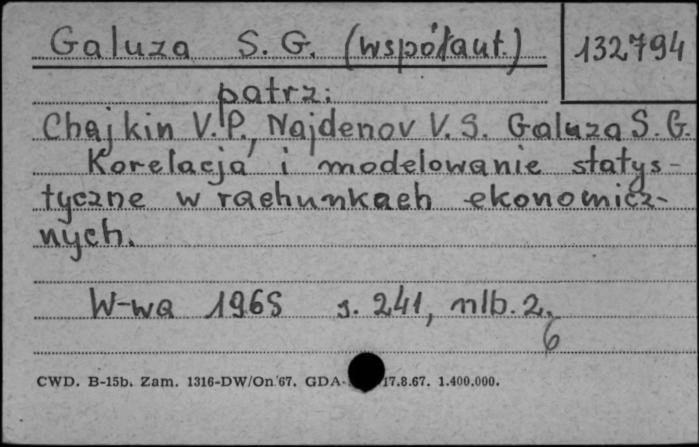 Galuza S. G. (współaut.)
132794
patrz:
Chajkin V. P., Najdenov V. S. Galuza S. G.
Korelacja i modelowanie statys-
tyczne w rachunkach ekonomicz-
nych.
W-wa 1968 s. 241, nlb. 2.
6
CWD. B-15b. Zam. 1316-DW/On/67. GDA- 17.8.67. 1.400.000.